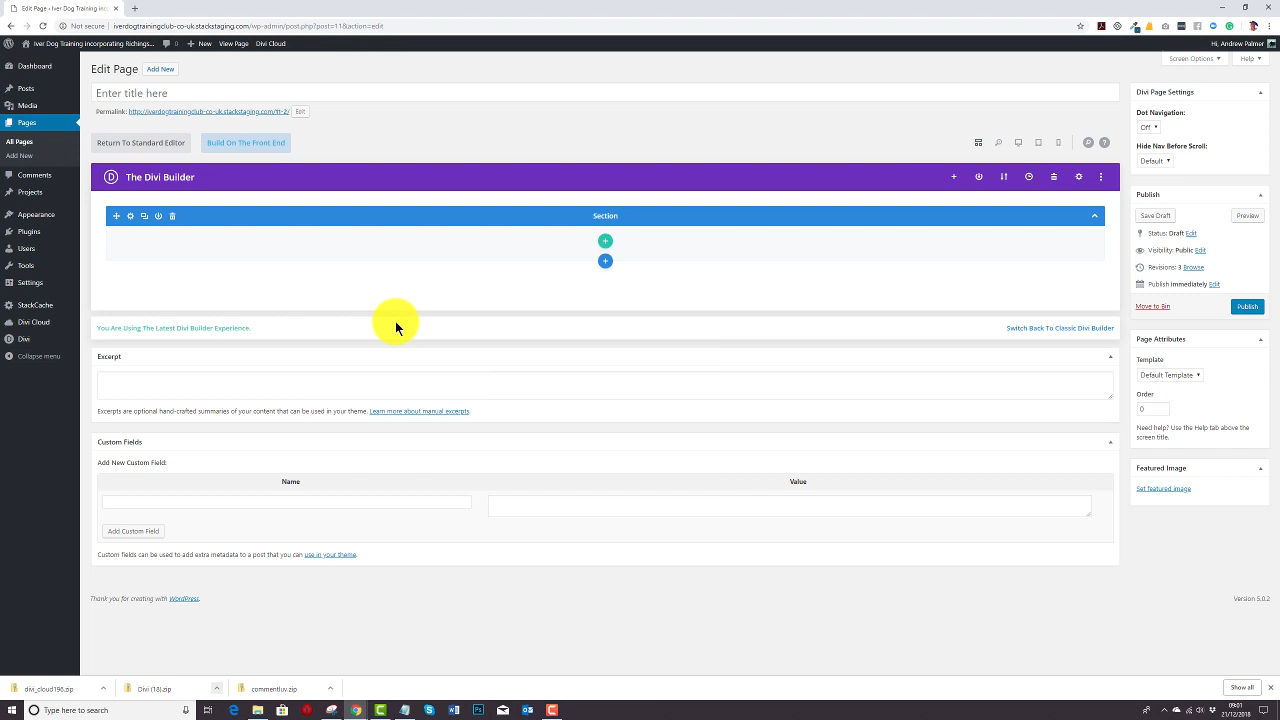 Edit Page ‹ Iver Dog Training inc
Not secure
iverdogtrainingclub-co-uk.stackstaging.com/wp-admin/post.php?post=11&action=edit
Iver Dog Training incorporating Richings...
0
New
View Page
Divi Cloud
Hi, Andrew Palmer
Dashboard
Posts
Media
Pages
All Pages
Add New
Comments
Projects
Appearance
Plugins
Users
Tools
Settings
StackCache
Divi Cloud
Divi
Collapse menu
Screen Options
Help
Edit Page
Add New
Enter title here
Permalink: http://iverdogtrainingclub-co-uk.stackstaging.com/11-2/
Edit
Return To Standard Editor
Build On The Front End
D
The Divi Builder
Section
You Are Using The Latest Divi Builder Experience.
Switch Back To Classic Divi Builder
Excerpt
Excerpts are optional hand-crafted summaries of your content that can be used in your theme. Learn more about manual excerpts.
Custom Fields
Add New Custom Field:
Name
Value
Add Custom Field
Custom fields can be used to add extra metadata to a post that you can use in your theme.
Thank you for creating with WordPress.
Version 5.0.2
Divi Page Settings
Dot Navigation:
Off
Hide Nav Before Scroll:
Default
Publish
Save Draft
Preview
Status: Draft Edit
Visibility: Public Edit
Revisions: 3 Browse
Publish immediately Edit
Move to Bin
Publish
Page Attributes
Template
Default Template
Order
0
Need help? Use the Help tab above the
screen title.
Featured Image
Set featured image
divi_cloud196.zip
Divi (18).zip
commentluv.zip
Show all
Type here to search
09:01
21/12/2018